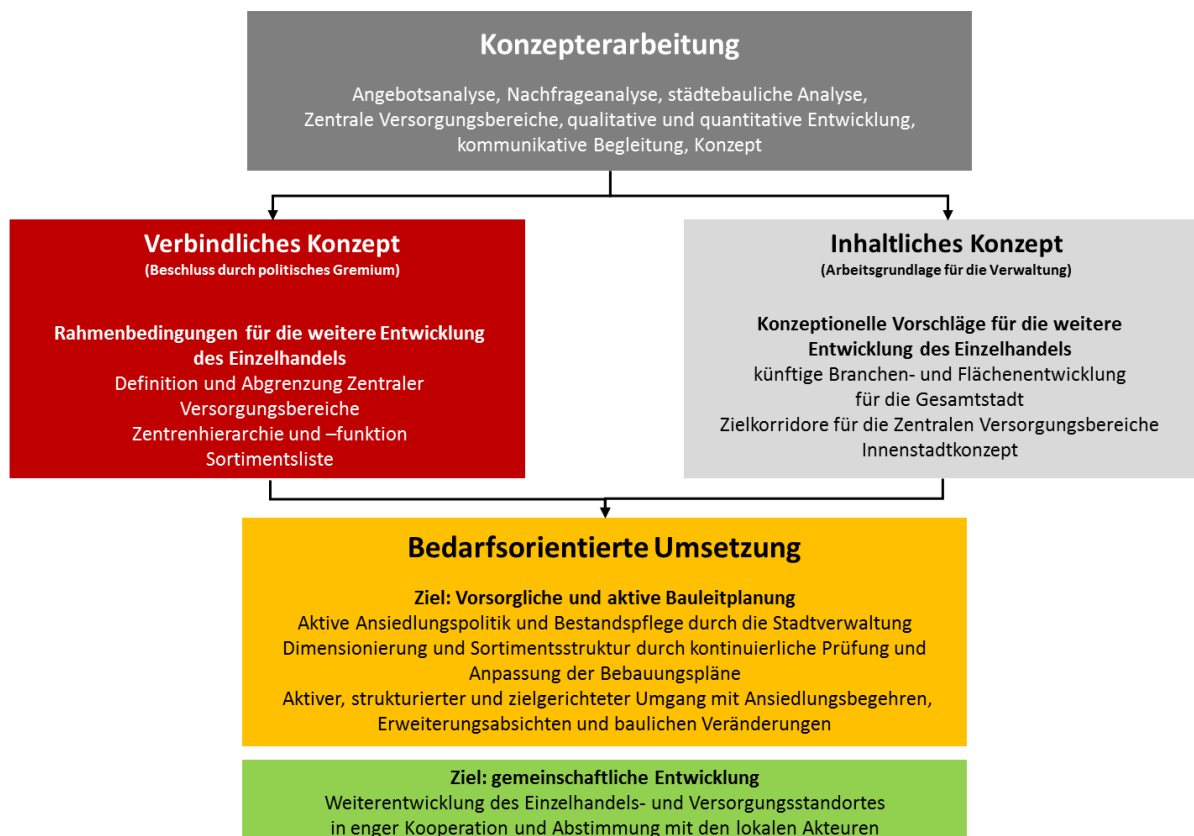 Konzepterarbeitung
Angebotsanalyse, Nachfrageanalyse, städtebauliche Analyse,
Zentrale Versorgungsbereiche, qualitative und quantitative Entwicklung,
kommunikative Begleitung, Konzept
Verbindliches Konzept
(Beschluss durch politisches Gremium)
Rahmenbedingungen für die weitere Entwicklung
des Einzelhandels
Definition und Abgrenzung Zentraler
Versorgungsbereiche
Zentrenhierarchie und –funktion
Sortimentsliste
Inhaltliches Konzept
(Arbeitsgrundlage für die Verwaltung)
Konzeptionelle Vorschläge für die weitere
Entwicklung des Einzelhandels
künftige Branchen- und Flächenentwicklung
für die Gesamtstadt
Zielkorridore für die Zentralen Versorgungsbereiche
Innenstadtkonzept
Bedarfsorientierte Umsetzung
Ziel: Vorsorgliche und aktive Bauleitplanung
Aktive Ansiedlungspolitik und Bestandspflege durch die Stadtverwaltung
Dimensionierung und Sortimentsstruktur durch kontinuierliche Prüfung und
Anpassung der Bebauungspläne
Aktiver, strukturierter und zielgerichteter Umgang mit Ansiedlungsbegehren,
Erweiterungsabsichten und baulichen Veränderungen
Ziel: gemeinschaftliche Entwicklung
Weiterentwicklung des Einzelhandels- und Versorgungsstandortes
in enger Kooperation und Abstimmung mit den lokalen Akteuren